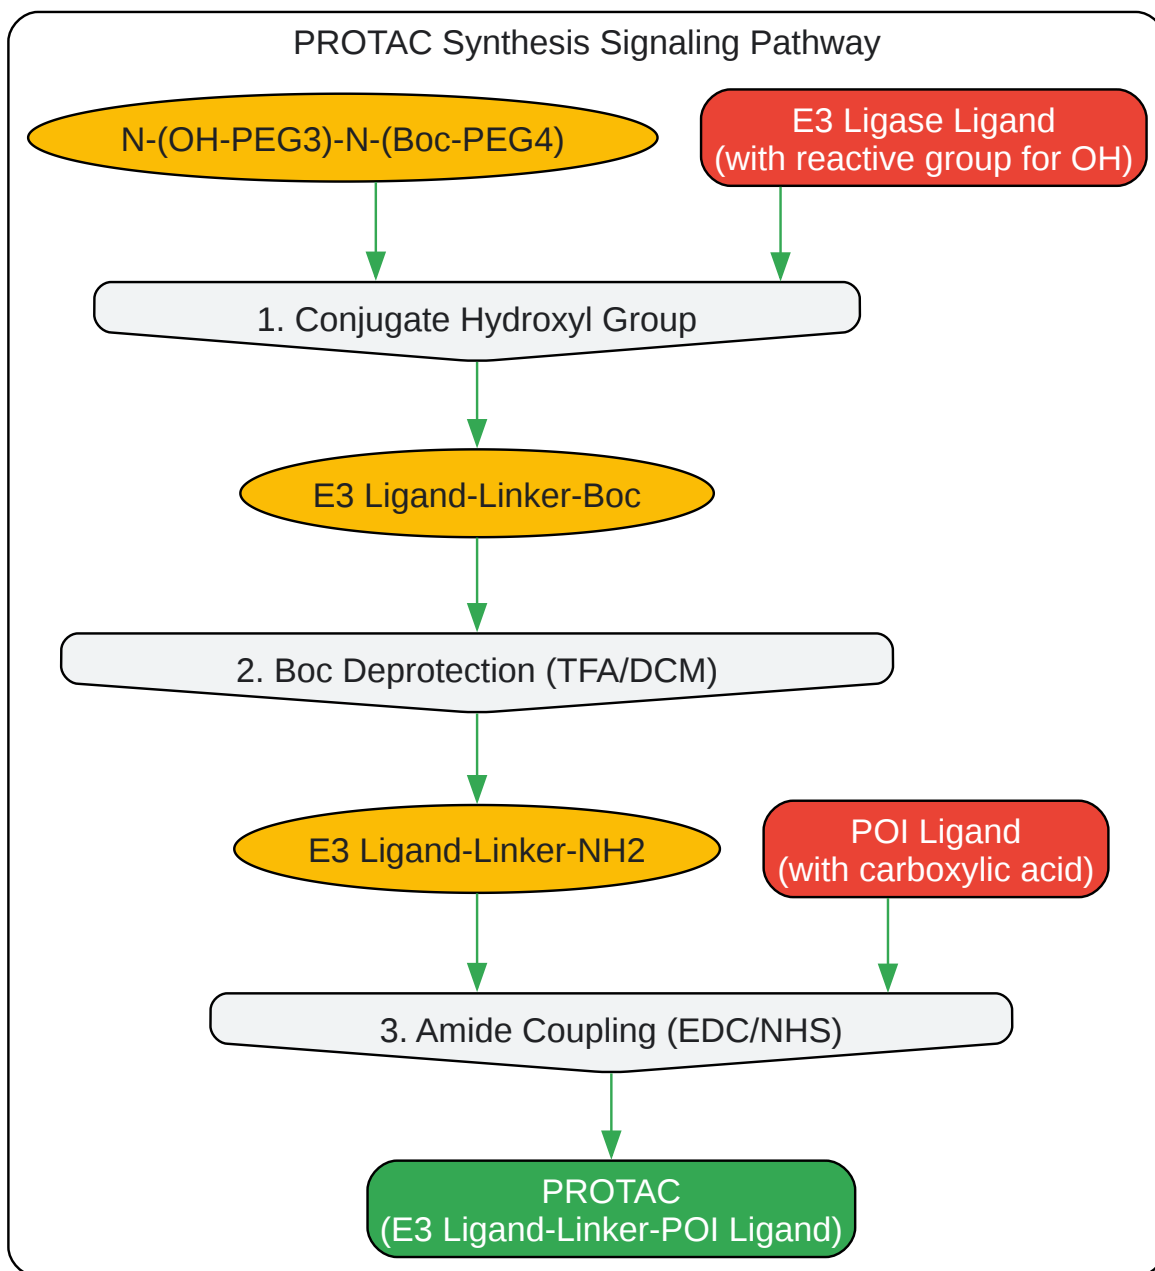 PROTAC Synthesis Signaling Pathway
N-(OH-PEG3)-N-(Boc-PEG4)
E3 Ligase Ligand
(with reactive group for OH)
1. Conjugate Hydroxyl Group
E3 Ligand-Linker-Boc
2. Boc Deprotection (TFA/DCM)
E3 Ligand-Linker-NH2
POI Ligand
(with carboxylic acid)
3. Amide Coupling (EDC/NHS)
PROTAC
(E3 Ligand-Linker-POI Ligand)